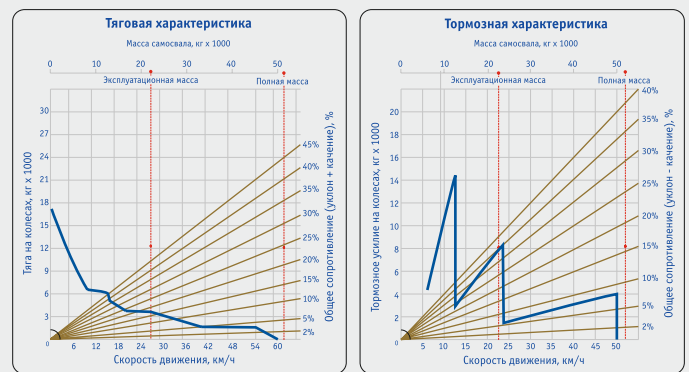 Тяговая характеристика
Масса самосвала, кг x 1000
0 10 20 30 40 50
Эксплуатационная масса
Полная масса
Тяга на колесах, кг x 1000
30
27
24
21
18
15
12
9
6
3
0
45%
40%
35%
30%
25%
20%
15%
10%
5%
2%
Общее сопротивление (уклон + качение), %
6 12 18 24 30 36 42 48 54 60
Скорость движения, км/ч
Тормозная характеристика
Масса самосвала, кг x 1000
0 10 20 30 40 50
Эксплуатационная масса
Полная масса
Тормозное усилие на колесах, кг x 1000
20
18
16
14
12
10
8
6
4
2
0
40%
35%
30%
25%
20%
15%
10%
5%
2%
Общее сопротивление (уклон - качение), %
5 10 15 20 25 30 35 40 45 50
Скорость движения, км/ч